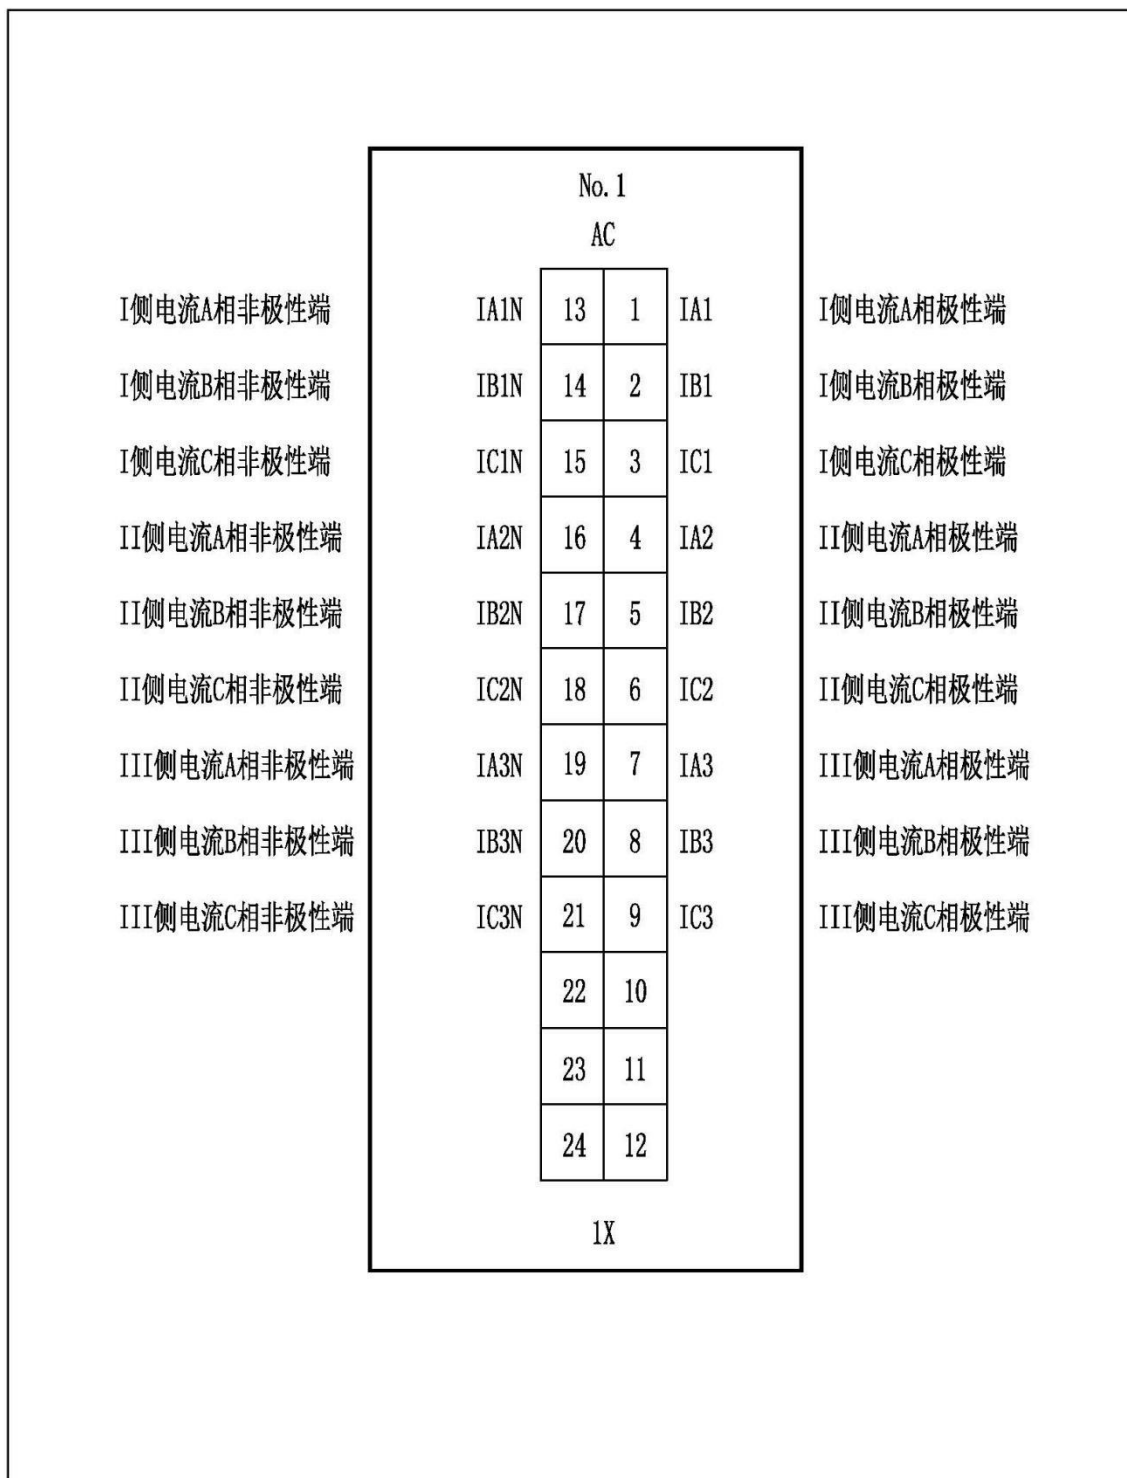 No. 1
AC
I侧电流A相非极性端 IA1N 13 1 IA1 I侧电流A相极性端
I侧电流B相非极性端 IB1N 14 2 IB1 I侧电流B相极性端
I侧电流C相非极性端 IC1N 15 3 IC1 I侧电流C相极性端
II侧电流A相非极性端 IA2N 16 4 IA2 II侧电流A相极性端
II侧电流B相非极性端 IB2N 17 5 IB2 II侧电流B相极性端
II侧电流C相非极性端 IC2N 18 6 IC2 II侧电流C相极性端
III侧电流A相非极性端 IA3N 19 7 IA3 III侧电流A相极性端
III侧电流B相非极性端 IB3N 20 8 IB3 III侧电流B相极性端
III侧电流C相非极性端 IC3N 21 9 IC3 III侧电流C相极性端
22 10
23 11
24 12
1X